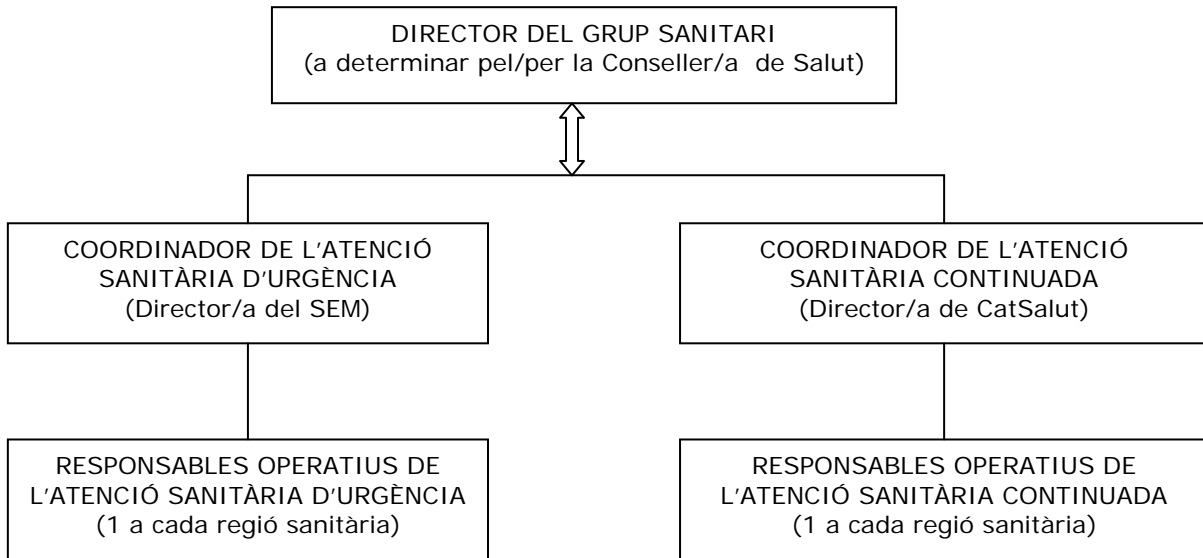 DIRECTOR DEL GRUP SANITARI
(a determinar pel/per la Conseller/a de Salut)
COORDINADOR DE L'ATENCIÓ
SANITÀRIA D'URGÈNCIA
(Director/a del SEM)
COORDINADOR DE L'ATENCIÓ
SANITÀRIA CONTINUADA
(Director/a de CatSalut)
RESPONSABLES OPERATIUS DE
L'ATENCIÓ SANITÀRIA D'URGÈNCIA
(1 a cada regió sanitària)
RESPONSABLES OPERATIUS DE
L'ATENCIÓ SANITÀRIA CONTINUADA
(1 a cada regió sanitària)